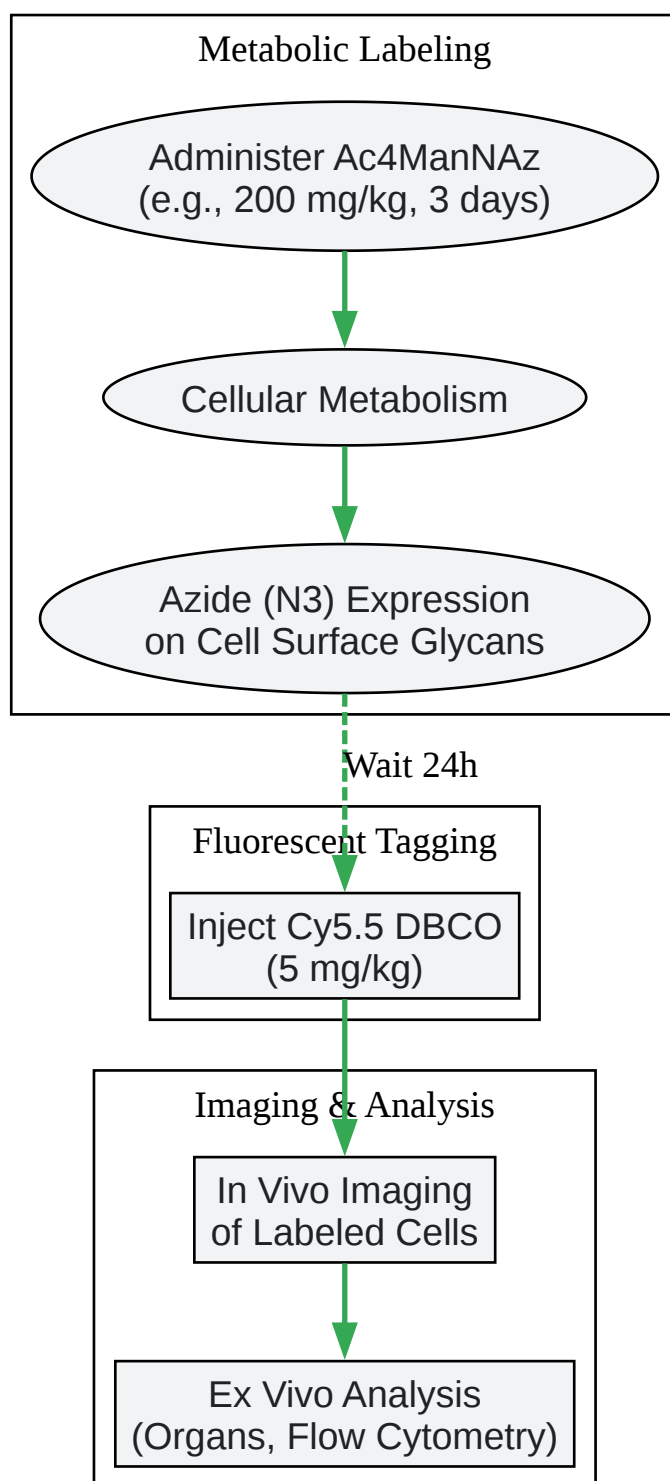 Metabolic Labeling
Administer Ac4ManNAz
(e.g., 200 mg/kg, 3 days)
Cellular Metabolism
Azide (N3) Expression
on Cell Surface Glycans
Wait 24h
Fluorescent Tagging
Inject Cy5.5 DBCO
(5 mg/kg)
Imaging & Analysis
In Vivo Imaging
of Labeled Cells
Ex Vivo Analysis
(Organs, Flow Cytometry)